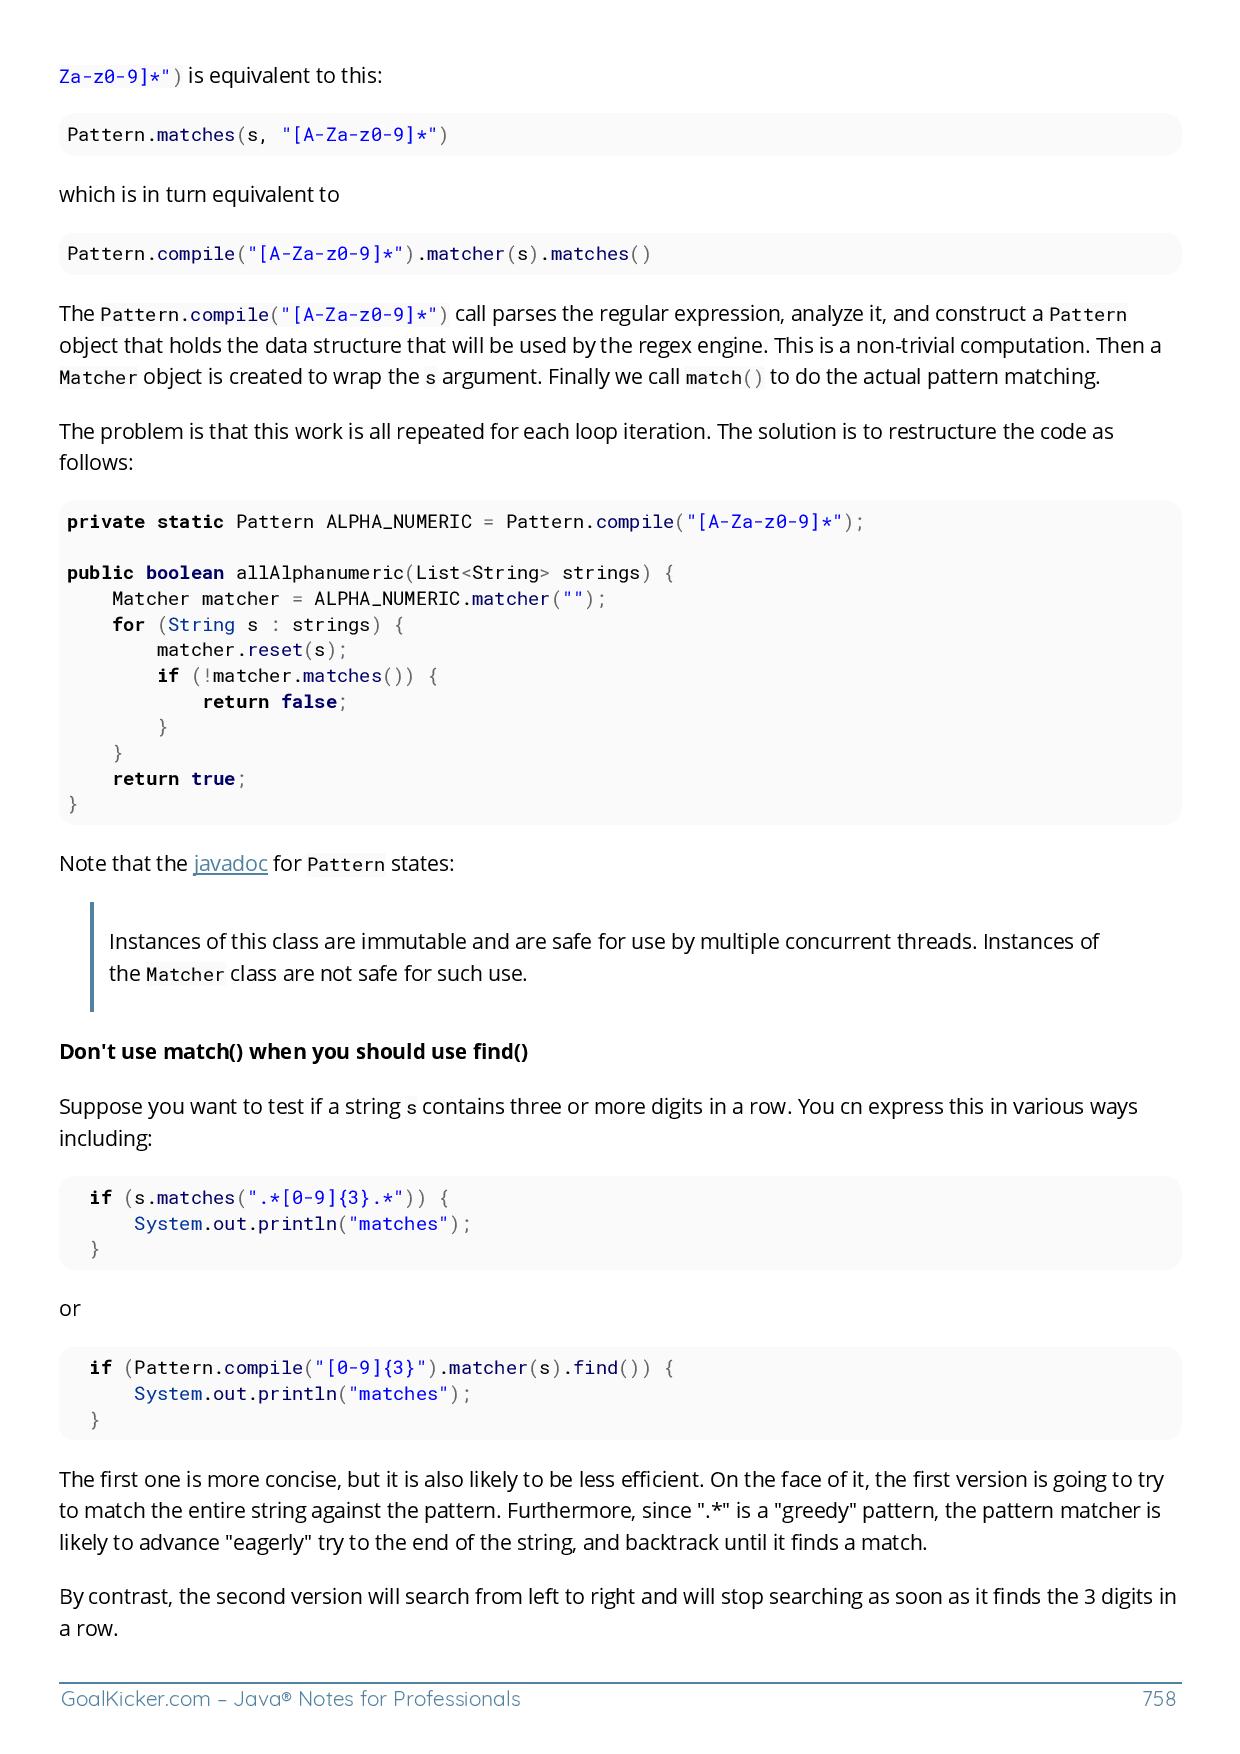 Za-z0-9]*") is equivalent to this:
Pattern.matches(s, "[A-Za-z0-9]*")
which is in turn equivalent to
Pattern.compile("[A-Za-z0-9]*").matcher(s).matches()
The Pattern.compile("[A-Za-z0-9]*") call parses the regular expression, analyze it, and construct a Pattern
object that holds the data structure that will be used by the regex engine. This is a non-trivial computation. Then a
Matcher object is created to wrap the s argument. Finally we call match() to do the actual pattern matching.
The problem is that this work is all repeated for each loop iteration. The solution is to restructure the code as
follows:
private static Pattern ALPHA_NUMERIC = Pattern.compile("[A-Za-z0-9]*");
public boolean allAlphanumeric(List<String> strings) {
    Matcher matcher = ALPHA_NUMERIC.matcher("");
    for (String s : strings) {
        matcher.reset(s);
        if (!matcher.matches()) {
            return false;
        }
    }
    return true;
}
Note that the javadoc for Pattern states:
Instances of this class are immutable and are safe for use by multiple concurrent threads. Instances of
the Matcher class are not safe for such use.
Don't use match() when you should use find()
Suppose you want to test if a string s contains three or more digits in a row. You cn express this in various ways
including:
  if (s.matches(".*[0-9]{3}.*")) {
      System.out.println("matches");
  }
or
  if (Pattern.compile("[0-9]{3}").matcher(s).find()) {
      System.out.println("matches");
  }
The first one is more concise, but it is also likely to be less efficient. On the face of it, the first version is going to try
to match the entire string against the pattern. Furthermore, since ".*" is a "greedy" pattern, the pattern matcher is
likely to advance "eagerly" try to the end of the string, and backtrack until it finds a match.
By contrast, the second version will search from left to right and will stop searching as soon as it finds the 3 digits in
a row.
GoalKicker.com – Java® Notes for Professionals 758